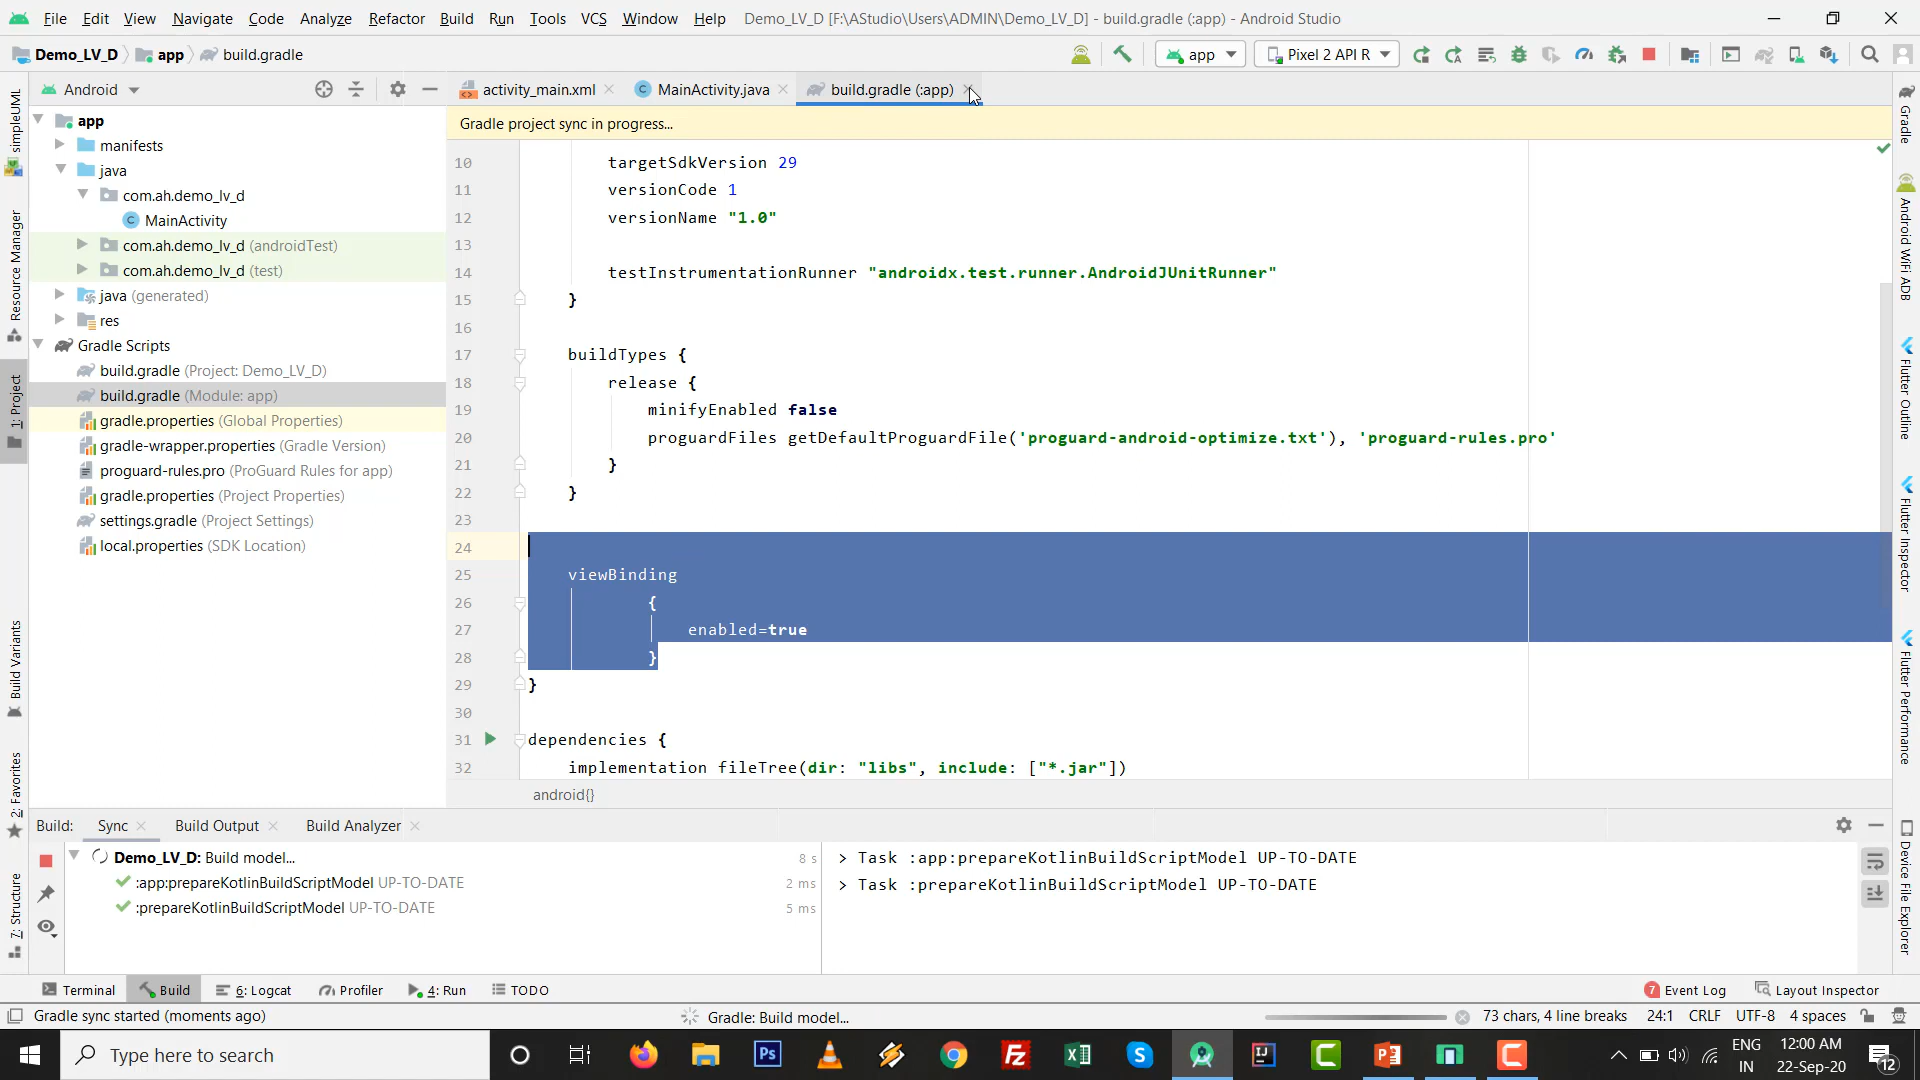 File Edit View Navigate Code Analyze Refactor Build Run Tools VCS Window Help Demo_LV_D [F:\AStudio\Users\ADMIN\Demo_LV_D] - build.gradle (:app) - Android Studio
Demo_LV_D app build.gradle app Pixel 2 API R
Android activity_main.xml MainActivity.java build.gradle (:app)
Gradle project sync in progress...
app
manifests
java
com.ah.demo_lv_d
MainActivity
com.ah.demo_lv_d (androidTest)
com.ah.demo_lv_d (test)
java (generated)
res
Gradle Scripts
build.gradle (Project: Demo_LV_D)
build.gradle (Module: app)
gradle.properties (Global Properties)
gradle-wrapper.properties (Gradle Version)
proguard-rules.pro (ProGuard Rules for app)
gradle.properties (Project Properties)
settings.gradle (Project Settings)
local.properties (SDK Location)
simpleUML
Resource Manager
1: Project
Build Variants
2: Favorites
7: Structure
10 targetSdkVersion 29
11 versionCode 1
12 versionName "1.0"
13
14 testInstrumentationRunner "androidx.test.runner.AndroidJUnitRunner"
15 }
16
17 buildTypes {
18 release {
19 minifyEnabled false
20 proguardFiles getDefaultProguardFile('proguard-android-optimize.txt'), 'proguard-rules.pro'
21 }
22 }
23
24
25 viewBinding
26 {
27 enabled=true
28 }
29 }
30
31 dependencies {
32 implementation fileTree(dir: "libs", include: ["*.jar"])
android{}
Gradle
Android WiFi ADB
Flutter Outline
Flutter Inspector
Flutter Performance
Device File Explorer
Build: Sync Build Output Build Analyzer
Demo_LV_D: Build model... 8 s
:app:prepareKotlinBuildScriptModel UP-TO-DATE 2 ms
:prepareKotlinBuildScriptModel UP-TO-DATE 5 ms
> Task :app:prepareKotlinBuildScriptModel UP-TO-DATE
> Task :prepareKotlinBuildScriptModel UP-TO-DATE
Terminal Build 6: Logcat Profiler 4: Run TODO 7 Event Log Layout Inspector
Gradle sync started (moments ago) Gradle: Build model... 73 chars, 4 line breaks 24:1 CRLF UTF-8 4 spaces
Type here to search Ps ENG 12:00 AM
IN 22-Sep-20 12